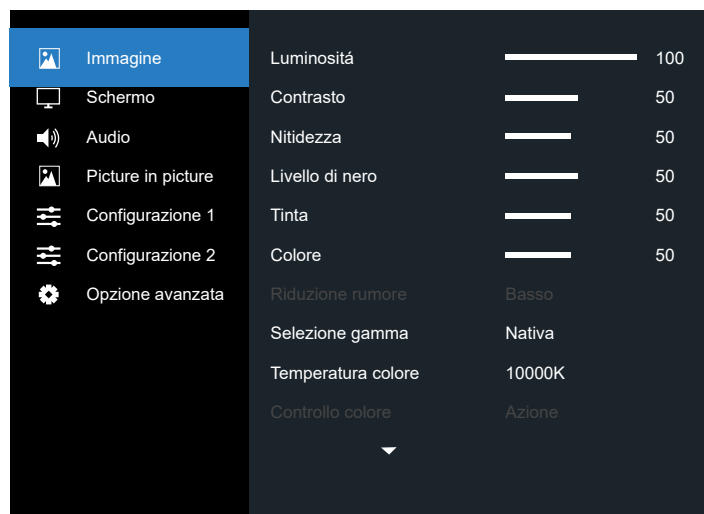 Immagine
Schermo
Audio
Picture in picture
Configurazione 1
Configurazione 2
Opzione avanzata
Luminositá 100
Contrasto 50
Nitidezza 50
Livello di nero 50
Tinta 50
Colore 50
Riduzione rumore Basso
Selezione gamma Nativa
Temperatura colore 10000K
Controllo colore Azione